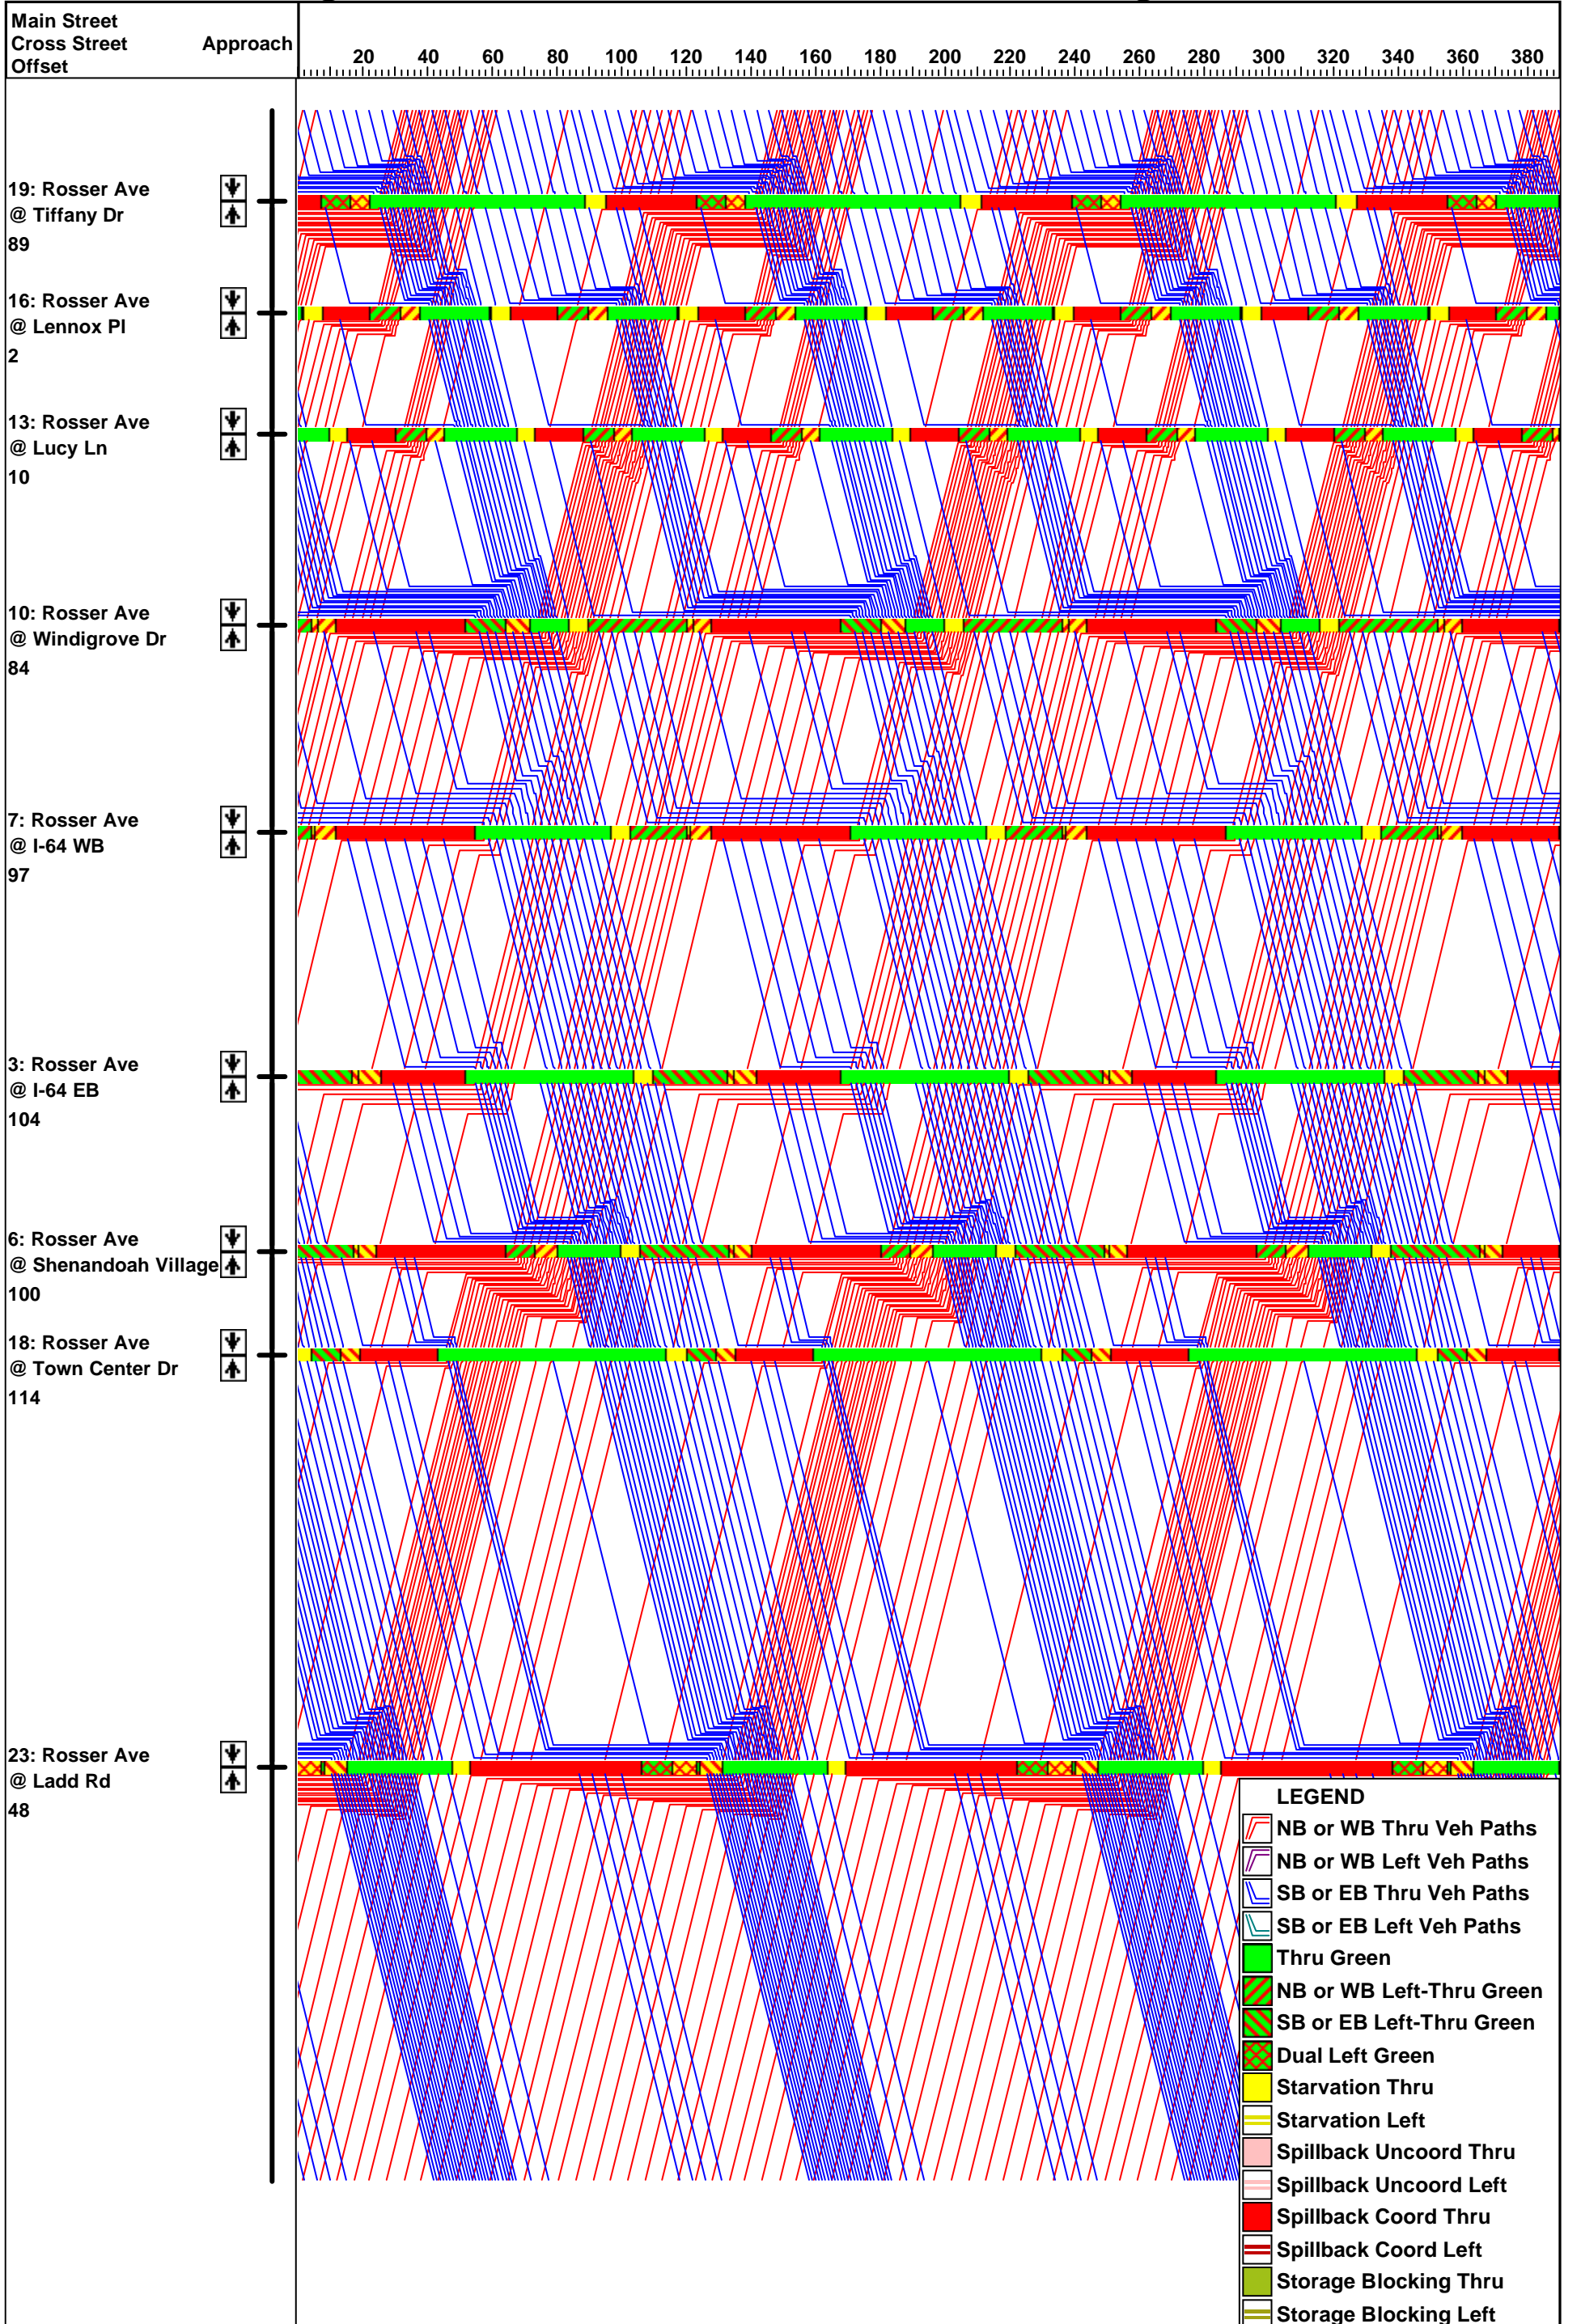 Main Street
Cross Street Approach
Offset
20 40 60 80 100 120 140 160 180 200 220 240 260 280 300 320 340 360 380
19: Rosser Ave
@ Tiffany Dr
89
16: Rosser Ave
@ Lennox Pl
2
13: Rosser Ave
@ Lucy Ln
10
10: Rosser Ave
@ Windigrove Dr
84
7: Rosser Ave
@ I-64 WB
97
3: Rosser Ave
@ I-64 EB
104
6: Rosser Ave
@ Shenandoah Village
100
18: Rosser Ave
@ Town Center Dr
114
23: Rosser Ave
@ Ladd Rd
48
LEGEND
NB or WB Thru Veh Paths
NB or WB Left Veh Paths
SB or EB Thru Veh Paths
SB or EB Left Veh Paths
Thru Green
NB or WB Left-Thru Green
SB or EB Left-Thru Green
Dual Left Green
Starvation Thru
Starvation Left
Spillback Uncoord Thru
Spillback Uncoord Left
Spillback Coord Thru
Spillback Coord Left
Storage Blocking Thru
Storage Blocking Left